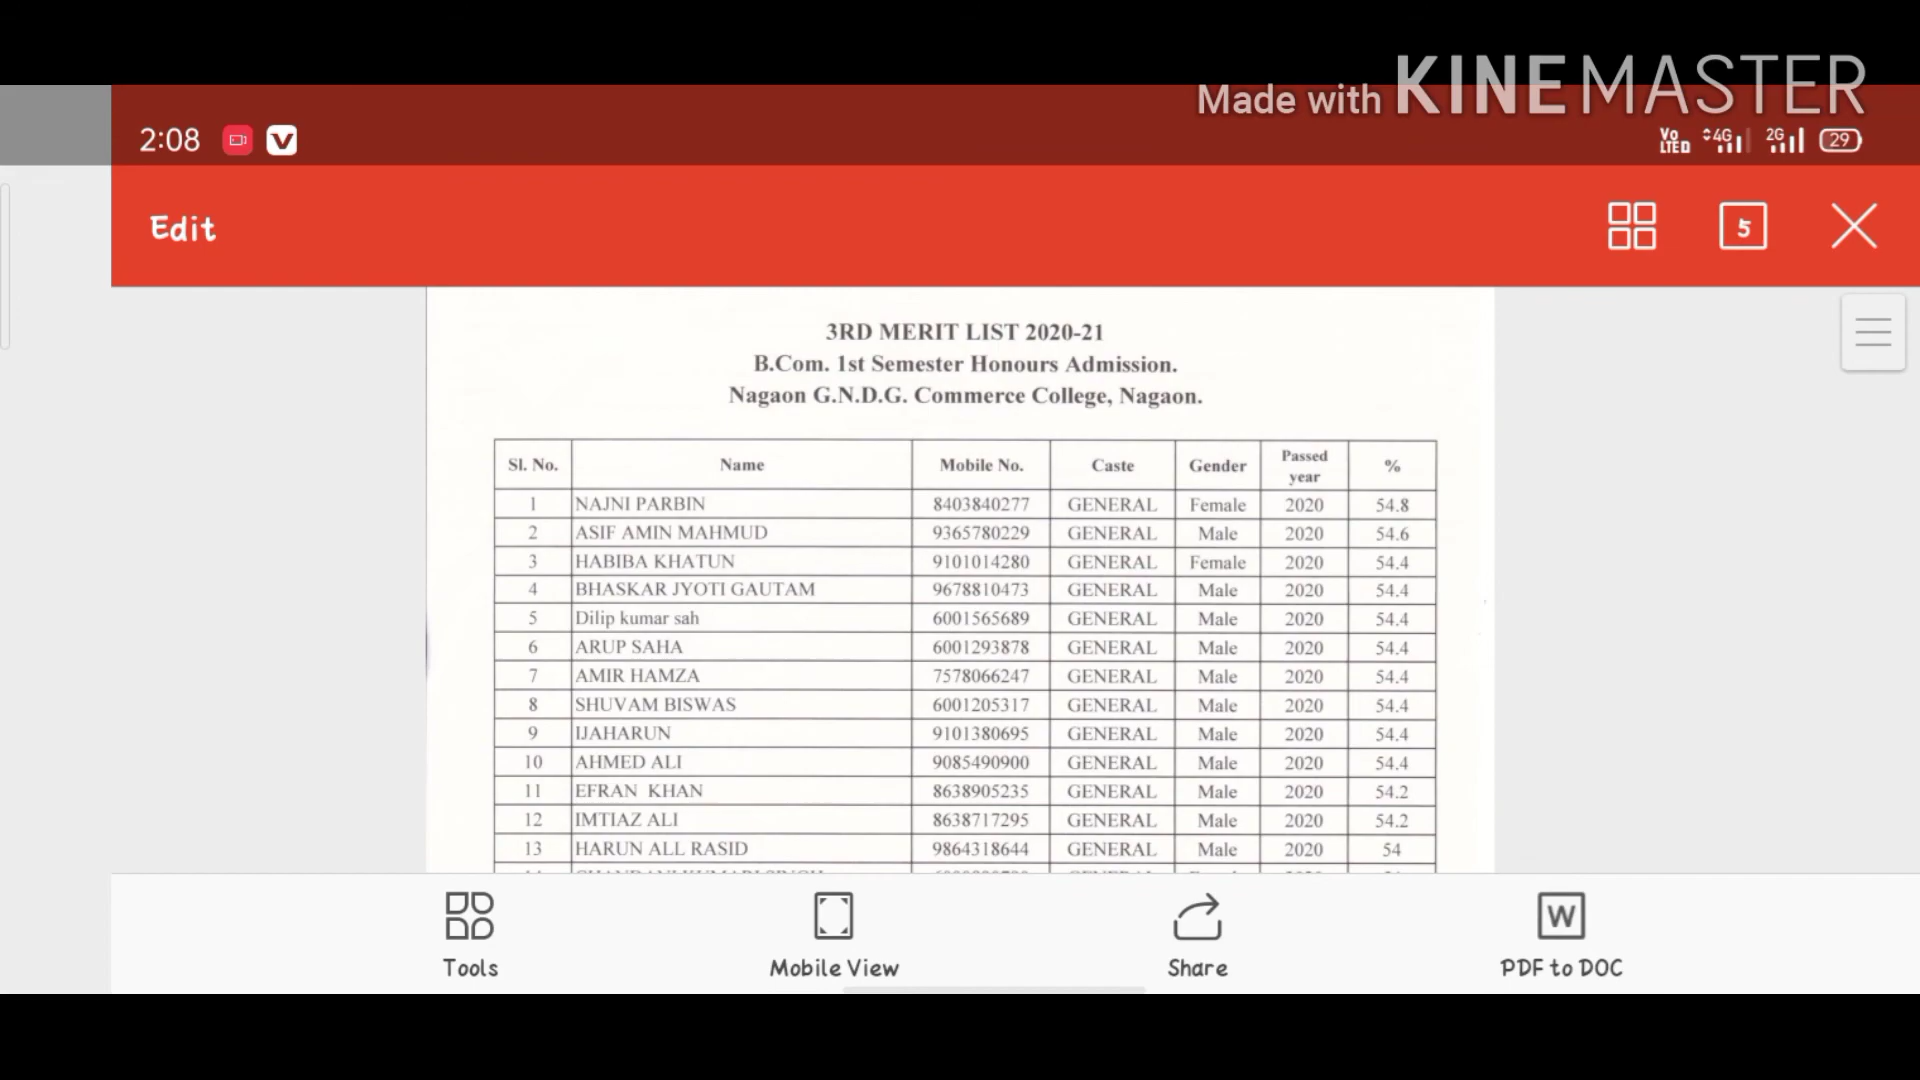 Made with KINEMASTER
2:08
Vo LTED 4G 2G 29
Edit
5
3RD MERIT LIST 2020-21
B.Com. 1st Semester Honours Admission.
Nagaon G.N.D.G. Commerce College, Nagaon.
Sl. No. Name Mobile No. Caste Gender Passed year %
1 NAJNI PARBIN 8403840277 GENERAL Female 2020 54.8
2 ASIF AMIN MAHMUD 9365780229 GENERAL Male 2020 54.6
3 HABIBA KHATUN 9101014280 GENERAL Female 2020 54.4
4 BHASKAR JYOTI GAUTAM 9678810473 GENERAL Male 2020 54.4
5 Dilip kumar sah 6001565689 GENERAL Male 2020 54.4
6 ARUP SAHA 6001293878 GENERAL Male 2020 54.4
7 AMIR HAMZA 7578066247 GENERAL Male 2020 54.4
8 SHUVAM BISWAS 6001205317 GENERAL Male 2020 54.4
9 IJAHARUN 9101380695 GENERAL Male 2020 54.4
10 AHMED ALI 9085490900 GENERAL Male 2020 54.4
11 EFRAN KHAN 8638905235 GENERAL Male 2020 54.2
12 IMTIAZ ALI 8638717295 GENERAL Male 2020 54.2
13 HARUN ALL RASID 9864318644 GENERAL Male 2020 54
Tools Mobile View Share W PDF to DOC